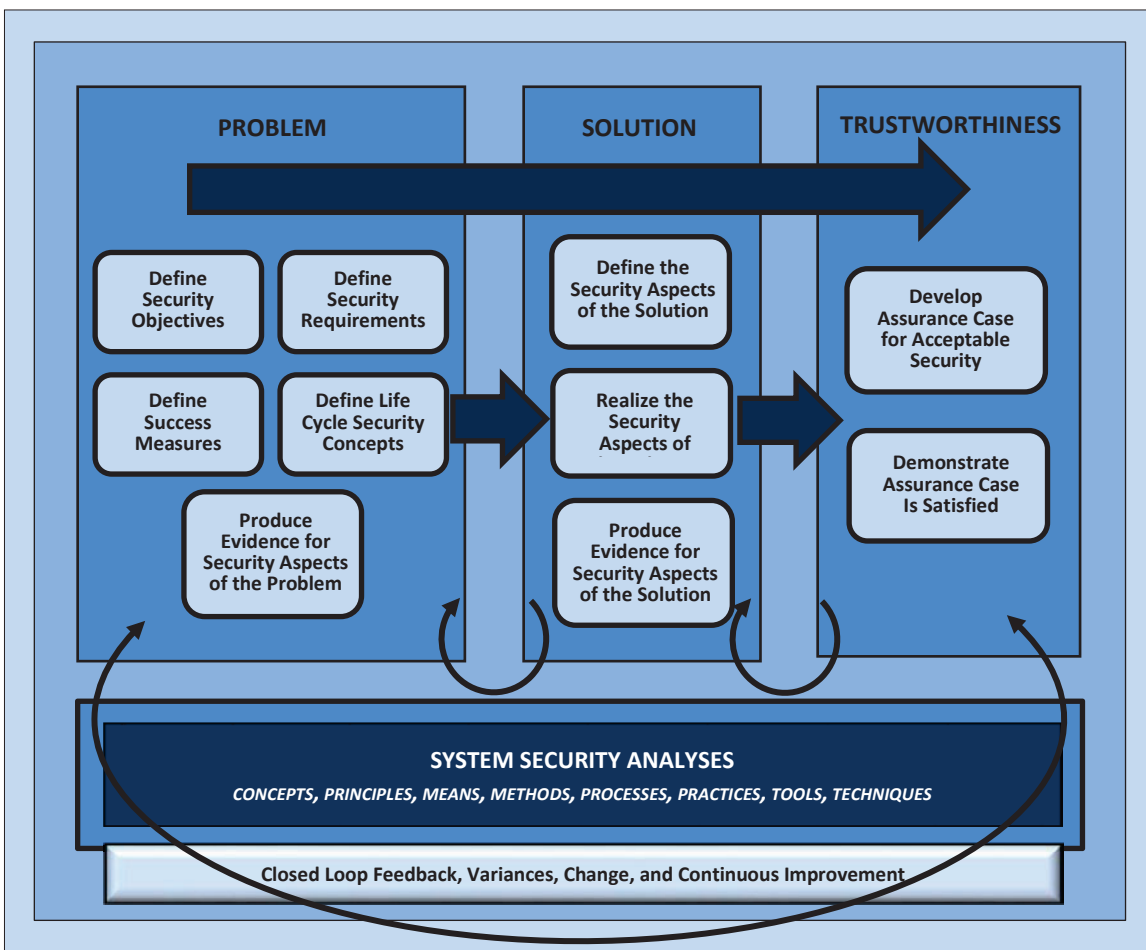 PROBLEM
Define
Security
Objectives
Define
Security
Requirements
Define
Success
Measures
Define Life
Cycle Security
Concepts
Produce
Evidence for
Security Aspects
of the Problem
SOLUTION
Define the
Security Aspects
of the Solution
Realize the
Security
Aspects of
Produce
Evidence for
Security Aspects
of the Solution
TRUSTWORTHINESS
Develop
Assurance Case
for Acceptable
Security
Demonstrate
Assurance Case
Is Satisfied
SYSTEM SECURITY ANALYSES
CONCEPTS, PRINCIPLES, MEANS, METHODS, PROCESSES, PRACTICES, TOOLS, TECHNIQUES
Closed Loop Feedback, Variances, Change, and Continuous Improvement